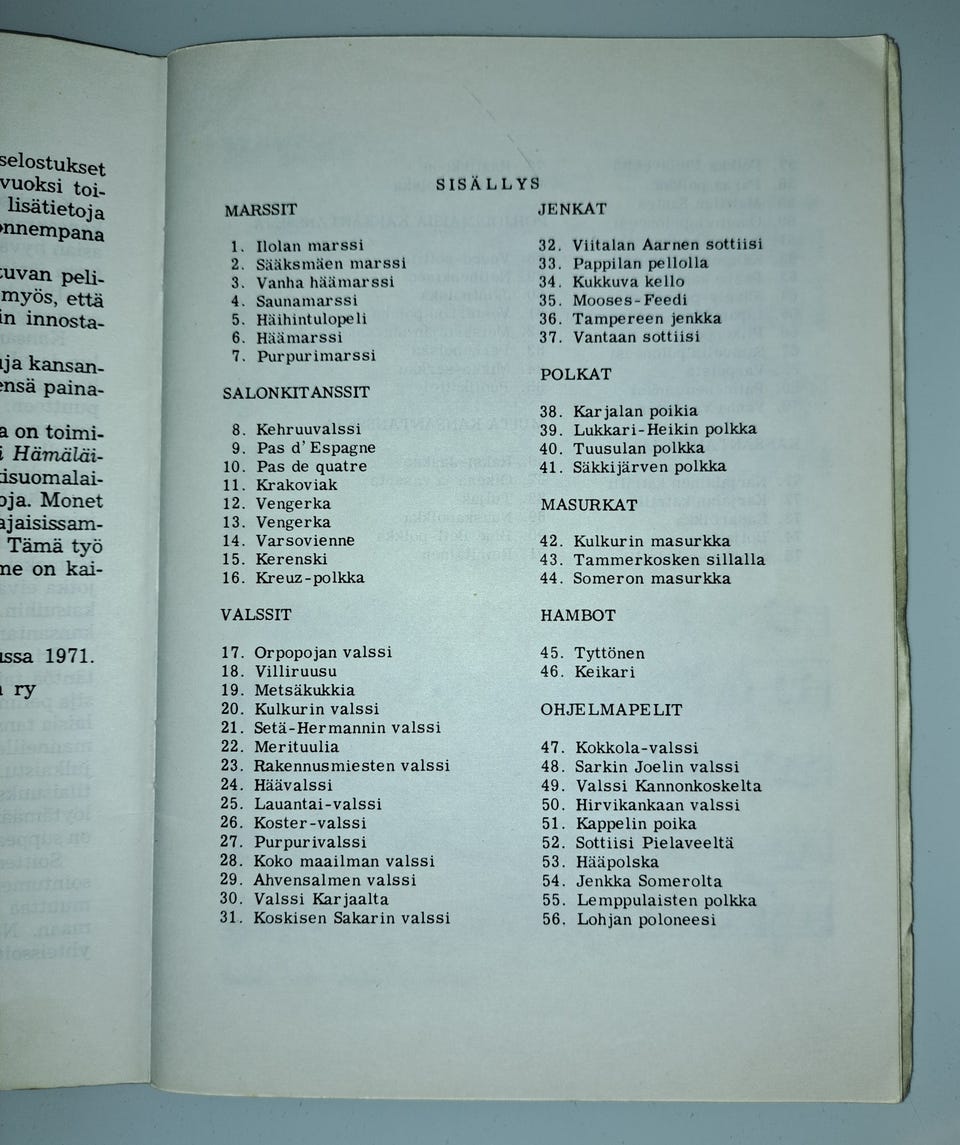 selostukset
vuoksi toi-
lisätietoja
onnempana
tuvan peli-
myös, että
in innosta-
uja kansan-
ensä paina-
a on toimi-
i Hämäläi-
tisuomalai-
oja. Monet
ajaisissam-
Tämä työ
me on kai-
ussa 1971.
ry
SISÄLLYS
MARSSIT
1. Ilolan marssi
2. Sääksmäen marssi
3. Vanha häämarssi
4. Saunamarssi
5. Häihintulopeli
6. Häämarssi
7. Purpurimarssi
SALONKITANSSIT
8. Kehruuvalssi
9. Pas d'Espagne
10. Pas de quatre
11. Krakoviak
12. Vengerka
13. Vengerka
14. Varsovienne
15. Kerenski
16. Kreuz-polkka
VALSSIT
17. Orpopojan valssi
18. Villiruusu
19. Metsäkukkia
20. Kulkurin valssi
21. Setä-Hermannin valssi
22. Merituulia
23. Rakennusmiesten valssi
24. Häävalssi
25. Lauantai-valssi
26. Koster-valssi
27. Purpurivalssi
28. Koko maailman valssi
29. Ahvensalmen valssi
30. Valssi Karjaalta
31. Koskisen Sakarin valssi
JENKAT
32. Viitalan Aarnen sottiisi
33. Pappilan pellolla
34. Kukkuva kello
35. Mooses-Feedi
36. Tampereen jenkka
37. Vantaan sottiisi
POLKAT
38. Karjalan poikia
39. Lukkari-Heikin polkka
40. Tuusulan polkka
41. Säkkijärven polkka
MASURKAT
42. Kulkurin masurkka
43. Tammerkosken sillalla
44. Someron masurkka
HAMBOT
45. Tyttönen
46. Keikari
OHJELMAPELIT
47. Kokkola-valssi
48. Sarkin Joelin valssi
49. Valssi Kannonkoskelta
50. Hirvikankaan valssi
51. Kappelin poika
52. Sottiisi Pielaveeltä
53. Hääpolska
54. Jenkka Somerolta
55. Lemppulaisten polkka
56. Lohjan poloneesi